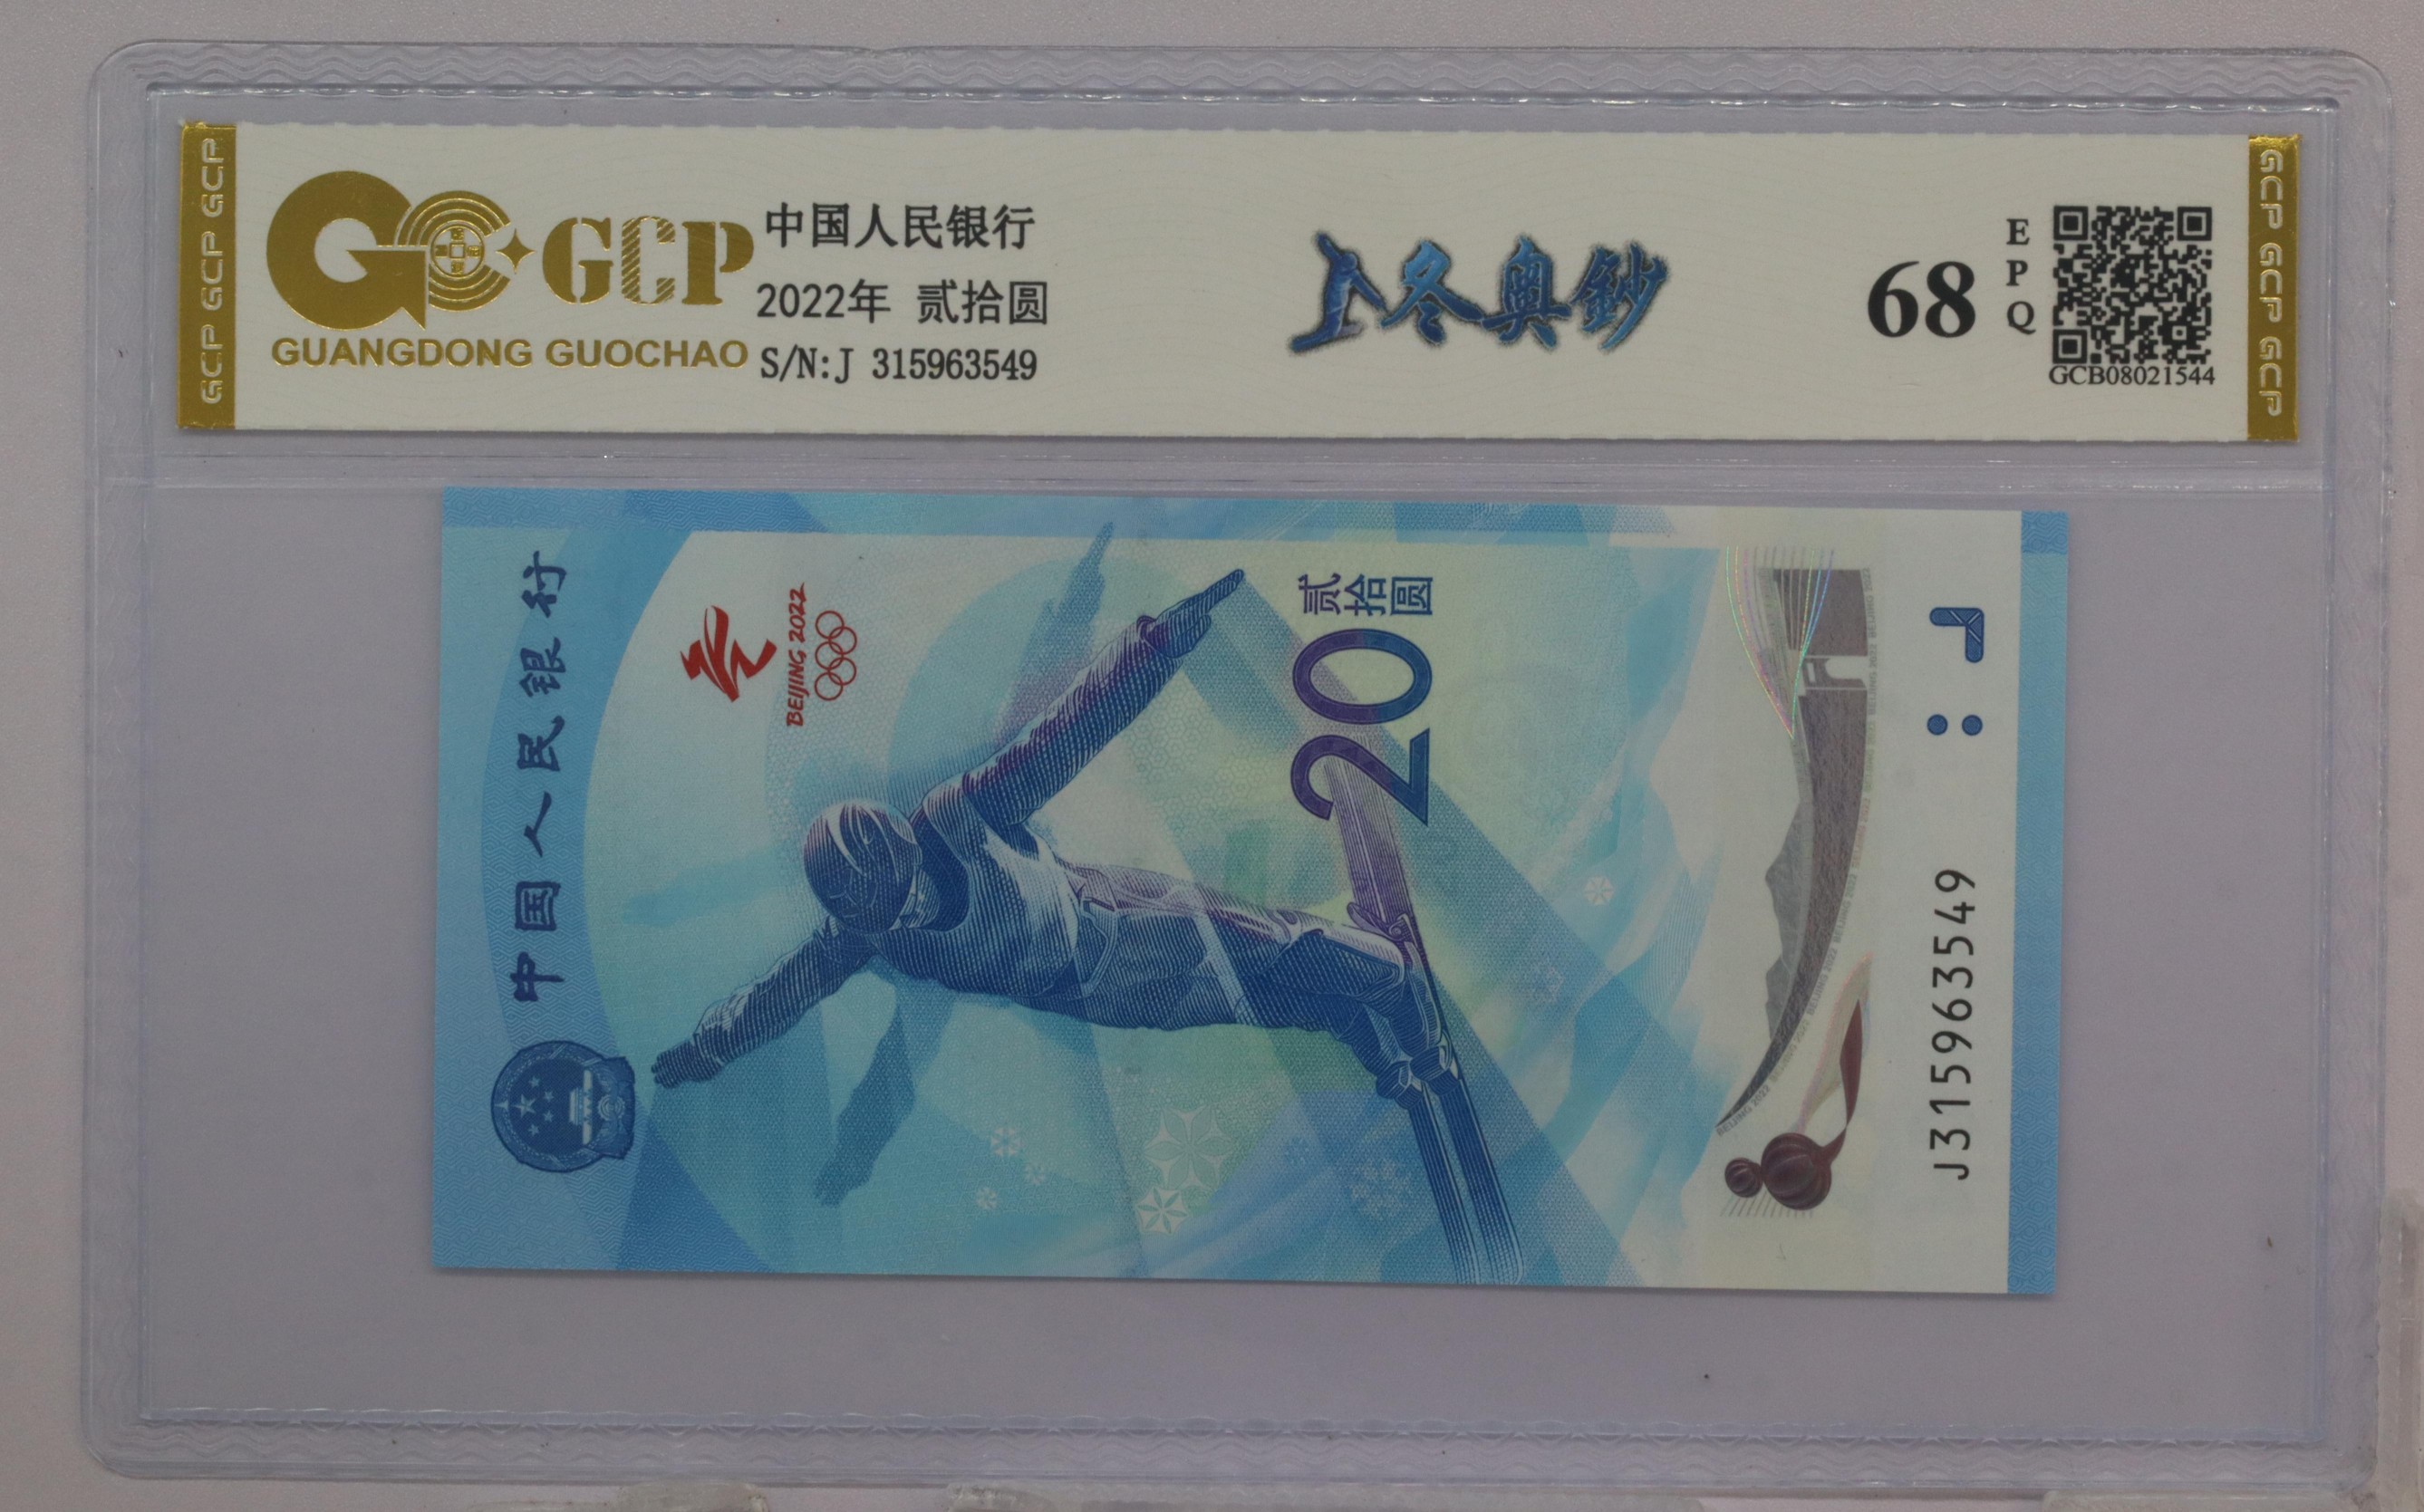 GCP GCP GCP
GCP
GUANGDONG GUOCHAO
中国人民银行
2022年 贰拾圆
S/N:J 315963549
冬奥鈔
68
EPQ
GCB08021544
GCP GCP GCP
中国人民银行
BEIJING 2022
贰拾圆
20
J315963549